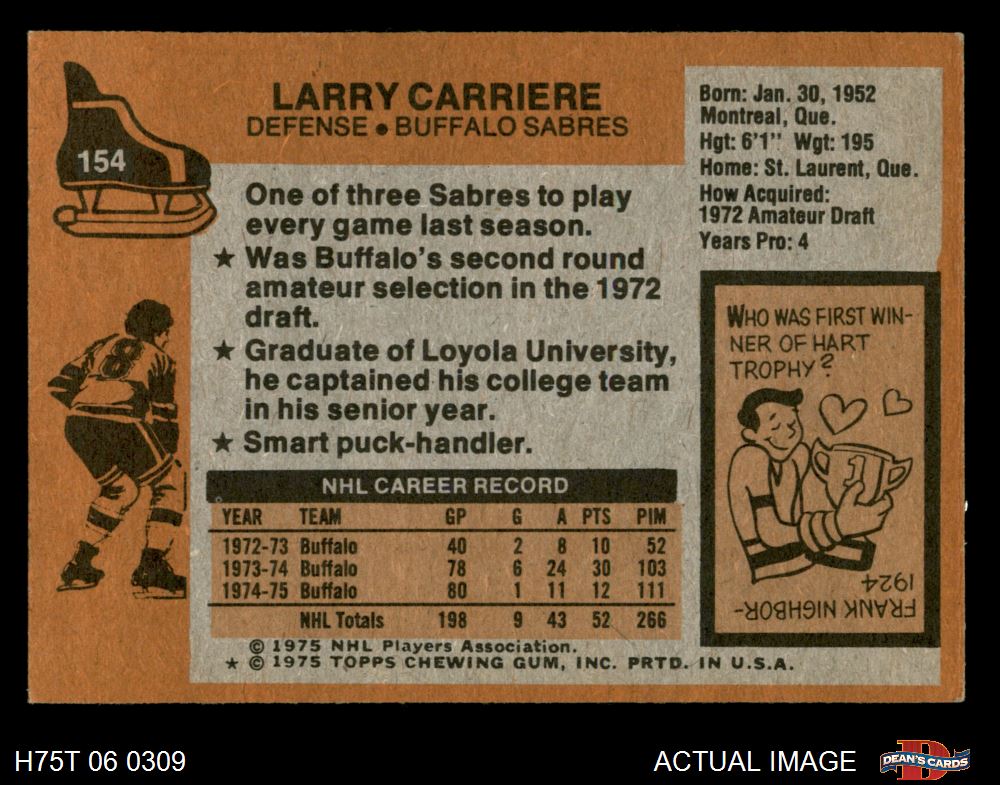 LARRY CARRIERE
DEFENSE • BUFFALO SABRES
154
8
Born: Jan. 30, 1952
Montreal, Que.
Hgt: 6'1" Wgt: 195
Home: St. Laurent, Que.
How Acquired:
1972 Amateur Draft
Years Pro: 4
One of three Sabres to play
every game last season.
★ Was Buffalo's second round
amateur selection in the 1972
draft.
★ Graduate of Loyola University,
he captained his college team
in his senior year.
★ Smart puck-handler.
WHO WAS FIRST WIN-
NER OF HART
TROPHY?
1
FRANK NIGHBOR-
1924
NHL CAREER RECORD
YEAR TEAM GP G A PTS PIM
1972-73 Buffalo 40 2 8 10 52
1973-74 Buffalo 78 6 24 30 103
1974-75 Buffalo 80 1 11 12 111
NHL Totals 198 9 43 52 266
© 1975 NHL Players Association.
★ © 1975 TOPPS CHEWING GUM, INC. PRTD. IN U.S.A.
H75T 06 0309
ACTUAL IMAGE
D
DEAN'S CARDS